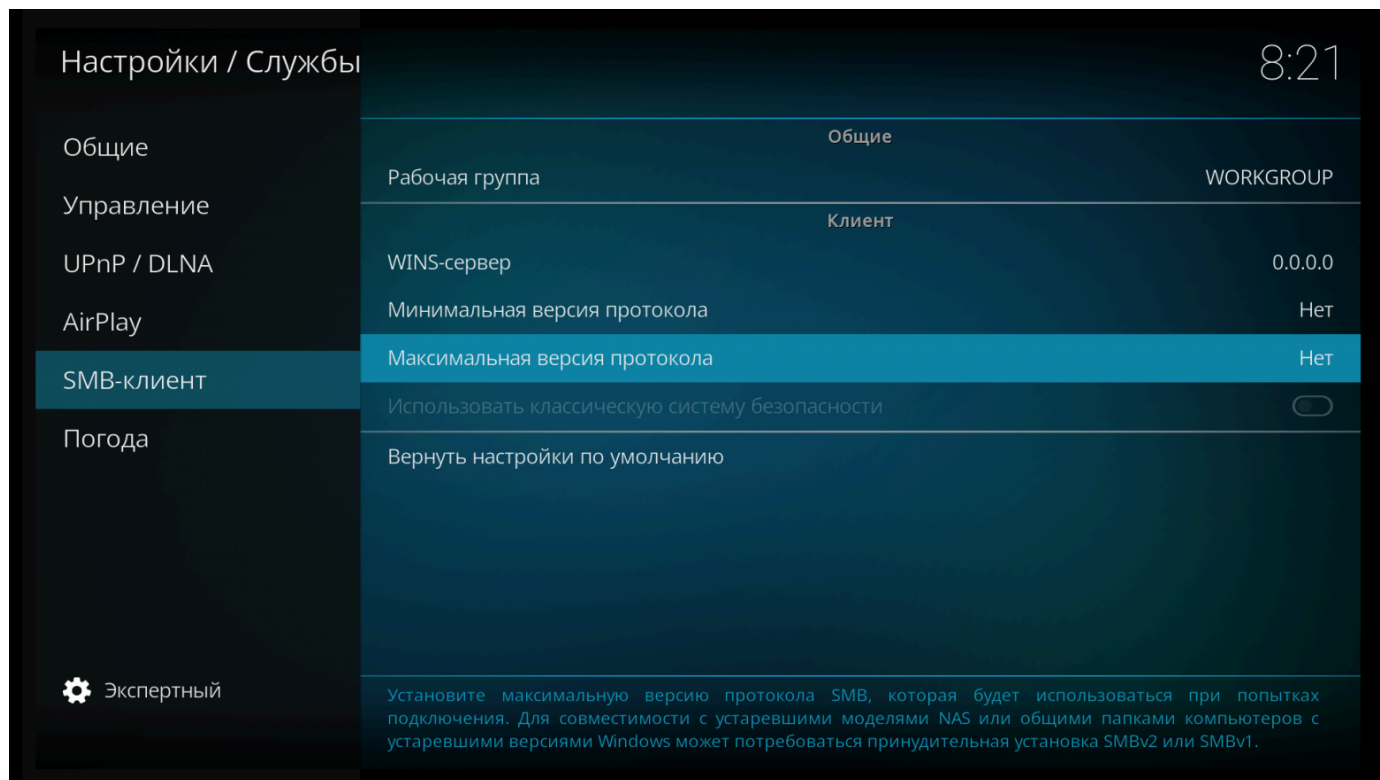 Настройки / Службы
8:21
Общие
Управление
UPnP / DLNA
AirPlay
SMB-клиент
Погода
Экспертный
Общие
Рабочая группа WORKGROUP
Клиент
WINS-сервер 0.0.0.0
Минимальная версия протокола Нет
Максимальная версия протокола Нет
Использовать классическую систему безопасности
Вернуть настройки по умолчанию
Установите максимальную версию протокола SMB, которая будет использоваться при попытках
подключения. Для совместимости с устаревшими моделями NAS или общими папками компьютеров с
устаревшими версиями Windows может потребоваться принудительная установка SMBv2 или SMBv1.